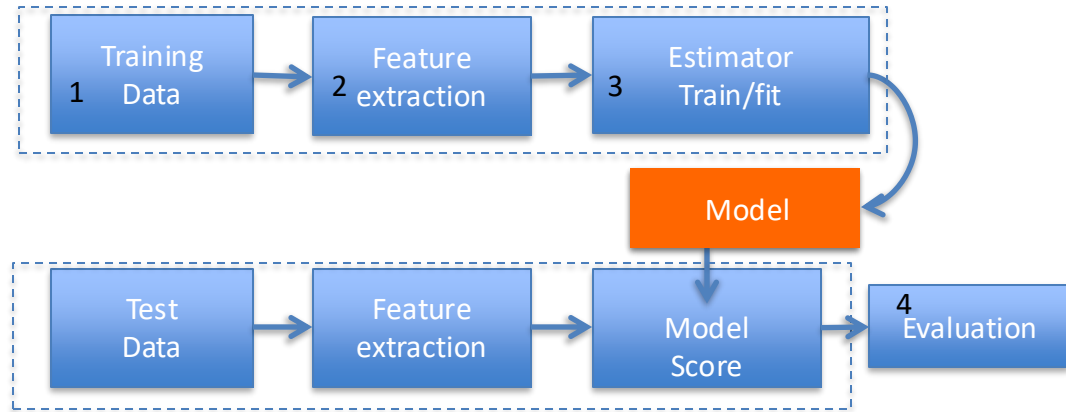 1
Training
Data
2
Feature
extraction
3
Estimator
Train/fit
Model
Test
Data
Feature
extraction
Model
Score
4
Evaluation